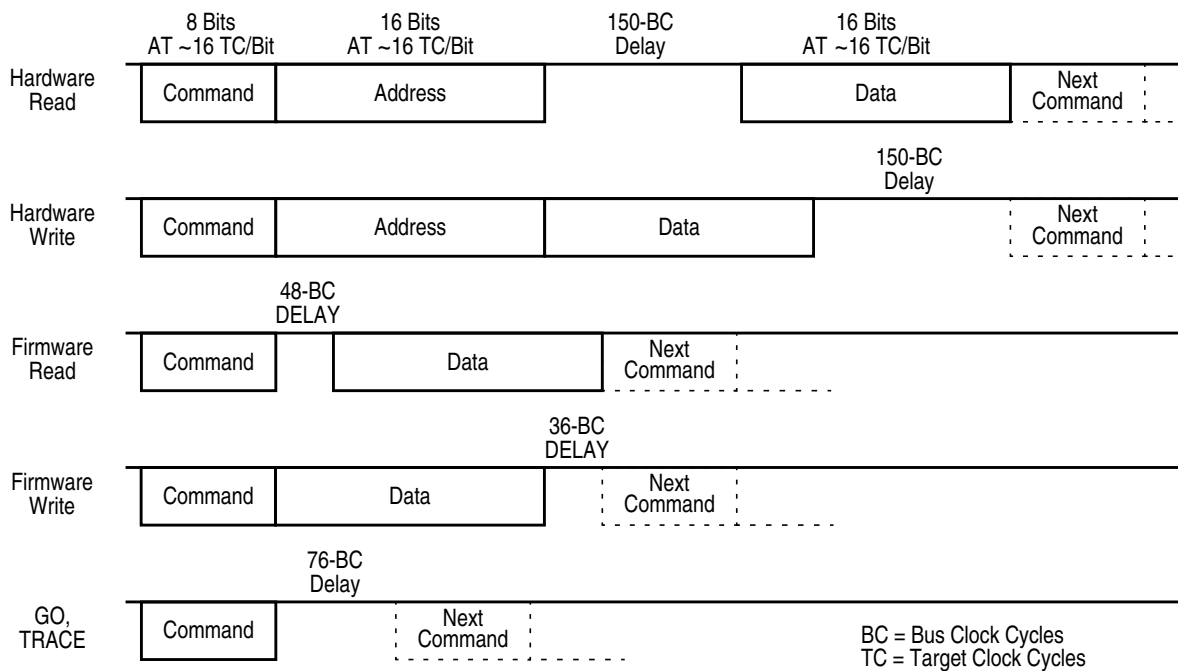 8 Bits
AT ~16 TC/Bit
16 Bits
AT ~16 TC/Bit
150-BC
Delay
16 Bits
AT ~16 TC/Bit
Hardware
Read
Command
Address
Data
Next
Command
150-BC
Delay
Hardware
Write
Command
Address
Data
Next
Command
48-BC
DELAY
Firmware
Read
Command
Data
Next
Command
36-BC
DELAY
Firmware
Write
Command
Data
Next
Command
76-BC
Delay
GO,
TRACE
Command
Next
Command
BC = Bus Clock Cycles
TC = Target Clock Cycles